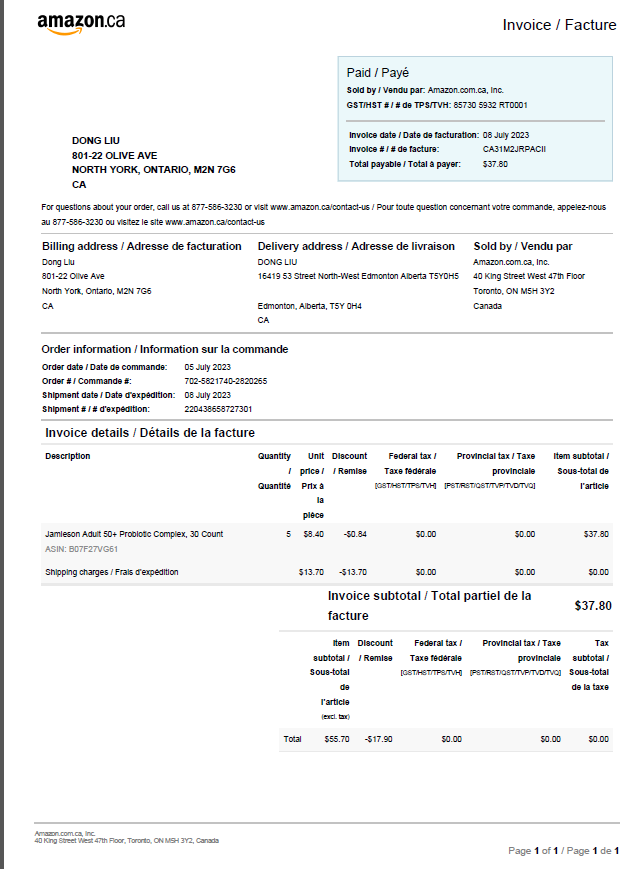 amazon.ca
Invoice / Facture
Paid / Payé
Sold by / Vendu par: Amazon.com.ca, Inc.
GST/HST # / # de TPS/TVH: 85730 5932 RT0001
Invoice date / Date de facturation: 08 July 2023
Invoice # / # de facture: CA31M2JRPACII
Total payable / Total à payer: $37.80
DONG LIU
801-22 OLIVE AVE
NORTH YORK, ONTARIO, M2N 7G6
CA
For questions about your order, call us at 877-586-3230 or visit www.amazon.ca/contact-us / Pour toute question concernant votre commande, appelez-nous
au 877-586-3230 ou visitez le site www.amazon.ca/contact-us
Billing address / Adresse de facturation Delivery address / Adresse de livraison Sold by / Vendu par
Dong Liu DONG LIU Amazon.com.ca, Inc.
801-22 Olive Ave 16419 53 Street North-West Edmonton Alberta T5Y0H5 40 King Street West 47th Floor
North York, Ontario, M2N 7G6 Toronto, ON M5H 3Y2
CA Edmonton, Alberta, T5Y 0H4 Canada
CA
Order information / Information sur la commande
Order date / Date de commande: 05 July 2023
Order # / Commande #: 702-5821740-2820265
Shipment date / Date d'expédition: 08 July 2023
Shipment # / # d'expédition: 220438658727301
Invoice details / Détails de la facture
Description Quantity Unit Discount Federal tax / Provincial tax / Taxe Item subtotal /
/ price / / Remise Taxe fédérale provinciale Sous-total de
Quantité Prix à [GST/HST/TPS/TVH] [PST/RST/QST/TVP/TVD/TVQ] l'article
la
pièce
Jamieson Adult 50+ Probiotic Complex, 30 Count 5 $8.40 -$0.84 $0.00 $0.00 $37.80
ASIN: B07F27VG61
Shipping charges / Frais d'expédition $13.70 -$13.70 $0.00 $0.00 $0.00
Invoice subtotal / Total partiel de la $37.80
facture
Item Discount Federal tax / Provincial tax / Taxe Tax
subtotal / / Remise Taxe fédérale provinciale subtotal /
Sous-total [GST/HST/TPS/TVH] [PST/RST/QST/TVP/TVD/TVQ] Sous-total
de de la taxe
l'article
(excl. tax)
Total $55.70 -$17.90 $0.00 $0.00 $0.00
Amazon.com.ca, Inc.
40 King Street West 47th Floor, Toronto, ON M5H 3Y2, Canada
Page 1 of 1 / Page 1 de 1